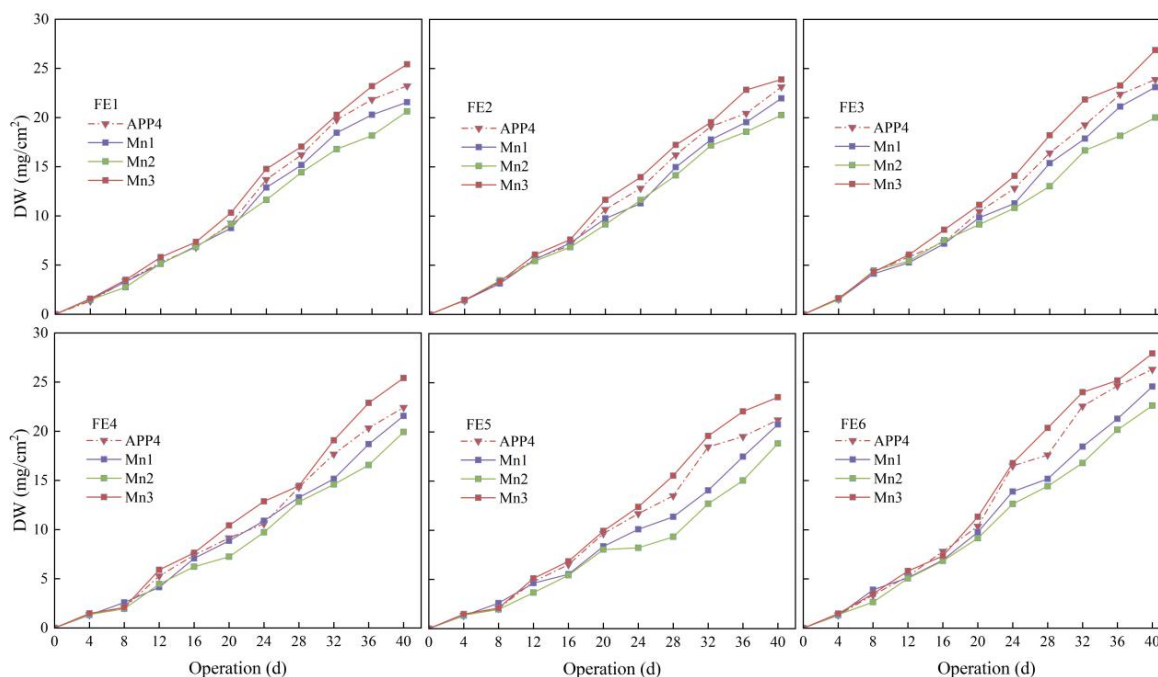 30
25
20
15
10
5
0
DW (mg/cm²)
FE1
APP4
Mn1
Mn2
Mn3
FE2
APP4
Mn1
Mn2
Mn3
FE3
APP4
Mn1
Mn2
Mn3
30
25
20
15
10
5
0
DW (mg/cm²)
FE4
APP4
Mn1
Mn2
Mn3
FE5
APP4
Mn1
Mn2
Mn3
FE6
APP4
Mn1
Mn2
Mn3
0 4 8 12 16 20 24 28 32 36 40
0 4 8 12 16 20 24 28 32 36 40
0 4 8 12 16 20 24 28 32 36 40
Operation (d)
Operation (d)
Operation (d)